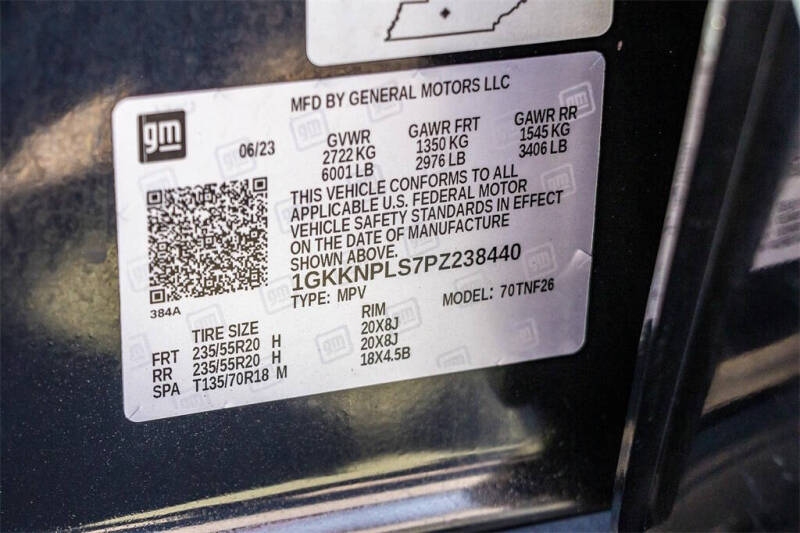 MFD BY GENERAL MOTORS LLC
gm
06/23
GVWR
2722 KG
6001 LB
GAWR FRT
1350 KG
2976 LB
GAWR RR
1545 KG
3406 LB
THIS VEHICLE CONFORMS TO ALL
APPLICABLE U.S. FEDERAL MOTOR
VEHICLE SAFETY STANDARDS IN EFFECT
ON THE DATE OF MANUFACTURE
SHOWN ABOVE.
1GKKNPLS7PZ238440
TYPE: MPV
MODEL: 70TNF26
384A
TIRE SIZE RIM
FRT 235/55R20 H 20X8J
RR 235/55R20 H 20X8J
SPA T135/70R18 M 18X4.5B